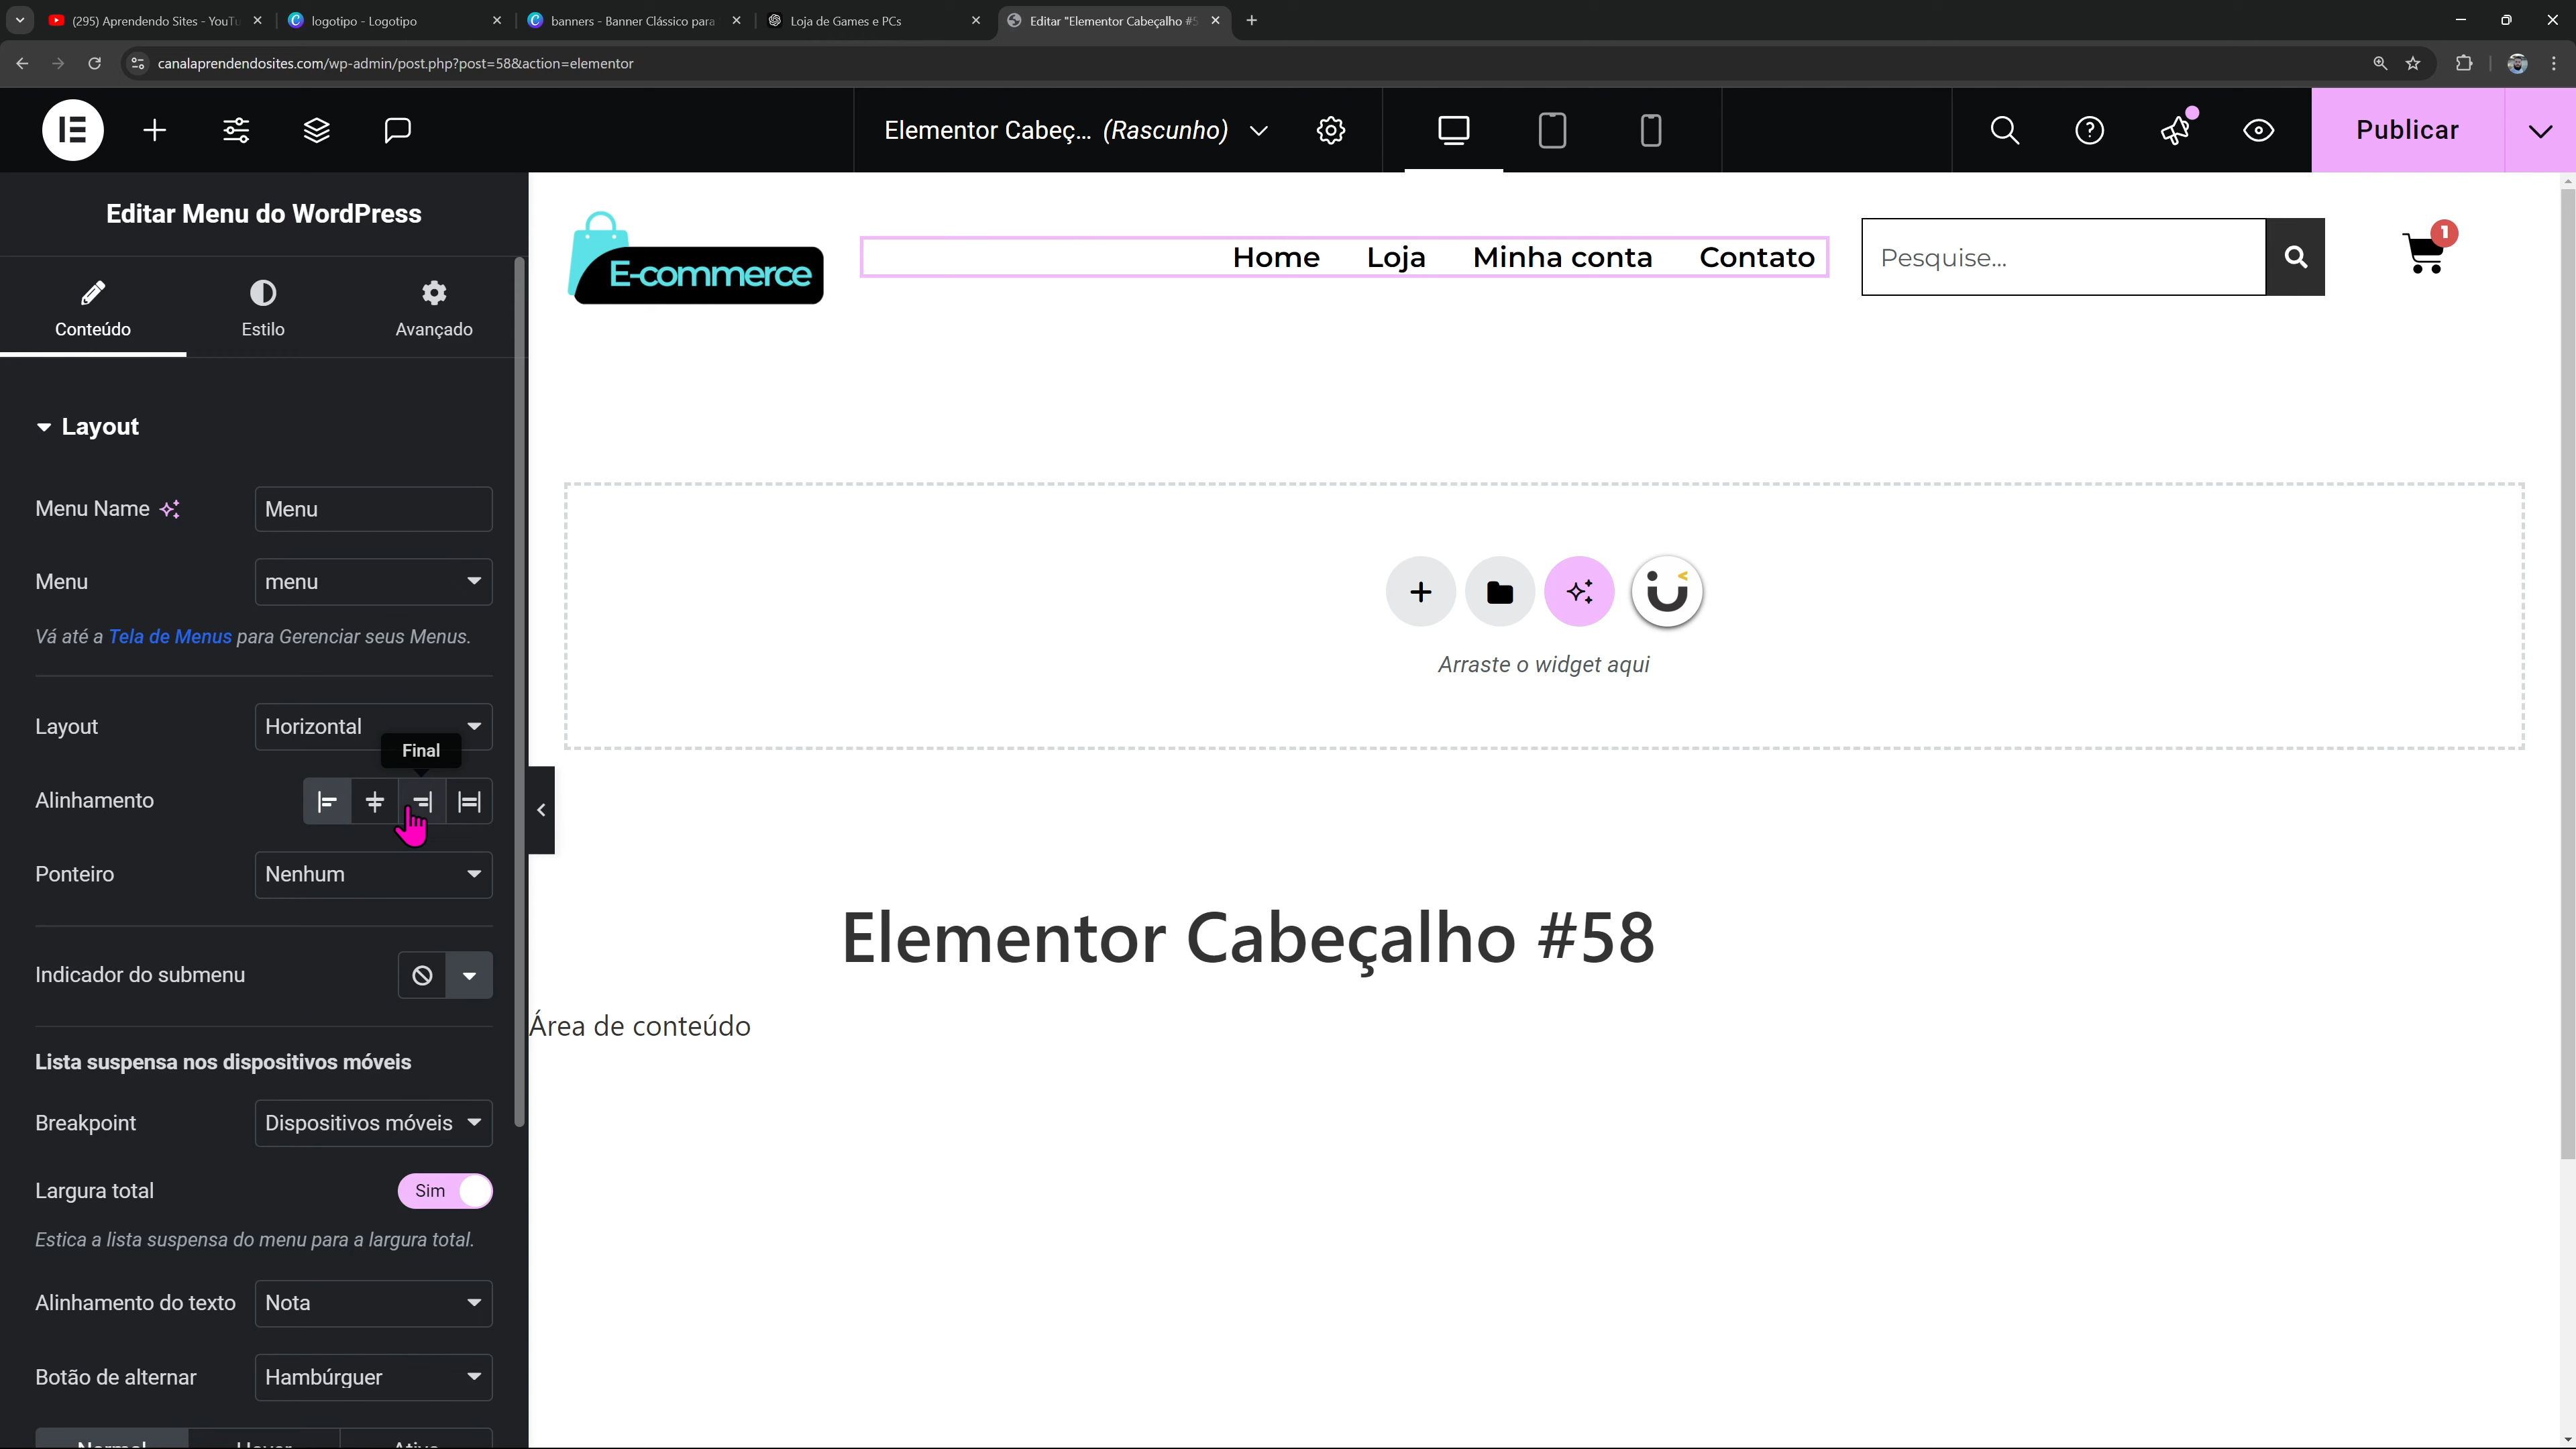 (295) Aprendendo Sites - YouTu
logotipo - Logotipo
banners - Banner Clássico para
Loja de Games e PCs
Editar "Elementor Cabeçalho #5
canalaprendendosites.com/wp-admin/post.php?post=58&action=elementor
Elementor Cabeç... (Rascunho)
Publicar
Editar Menu do WordPress
Conteúdo
Estilo
Avançado
E-commerce
Home
Loja
Minha conta
Contato
Pesquise...
1
Layout
Menu Name
Menu
Menu
menu
Vá até a Tela de Menus para Gerenciar seus Menus.
Layout
Horizontal
Final
Alinhamento
Ponteiro
Nenhum
Indicador do submenu
Lista suspensa nos dispositivos móveis
Breakpoint
Dispositivos móveis
Largura total
Sim
Estica a lista suspensa do menu para a largura total.
Alinhamento do texto
Nota
Botão de alternar
Hambúrguer
Normal
Hover
Ativo
Arraste o widget aqui
Elementor Cabeçalho #58
Área de conteúdo